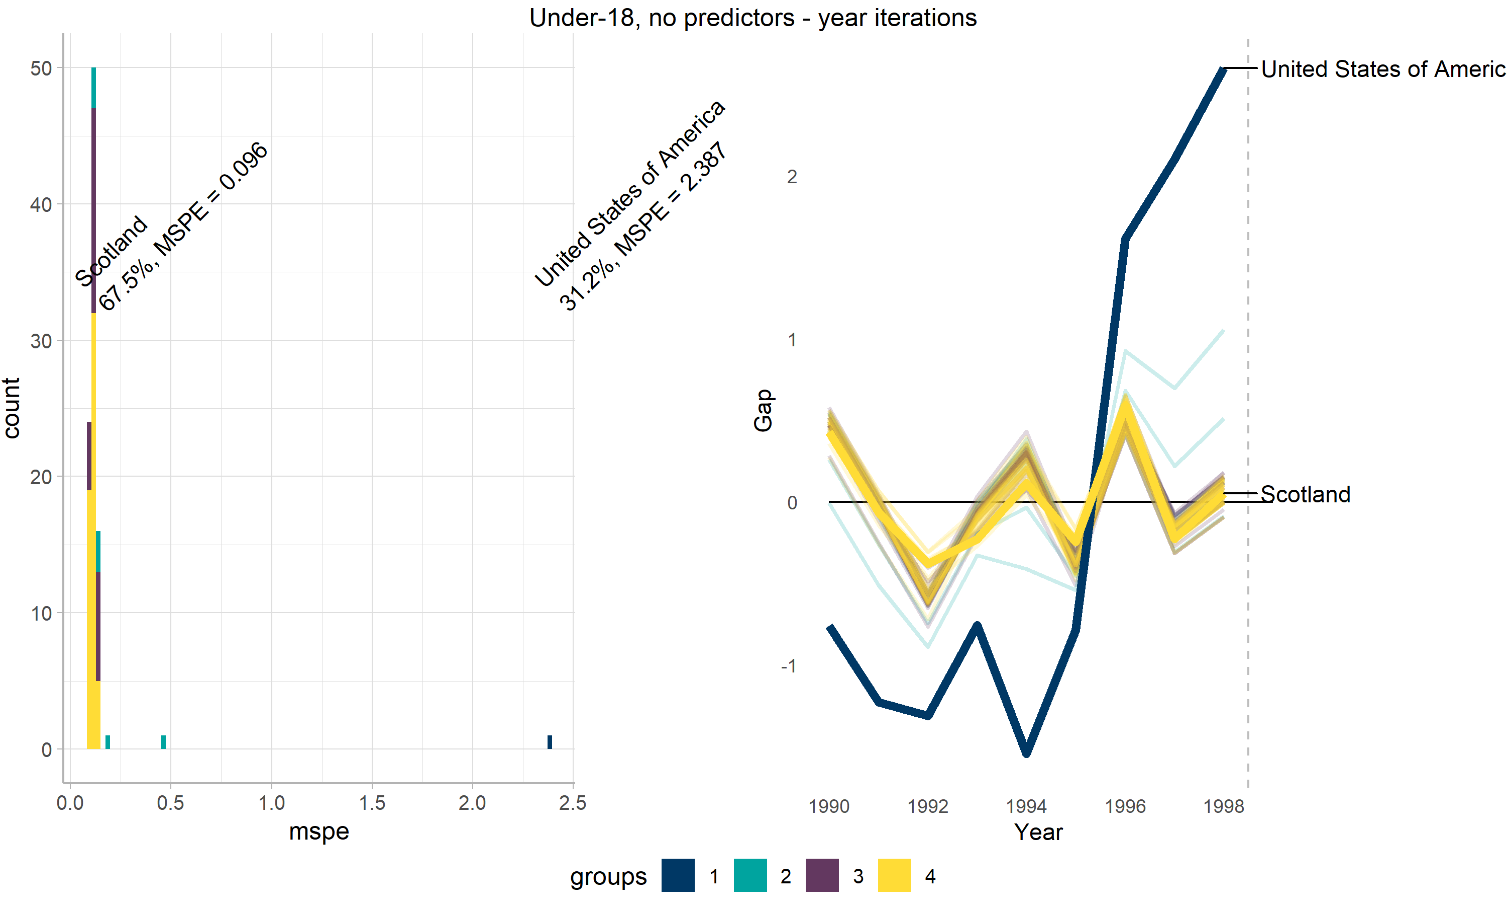 Under-18, no predictors - year iterations
50
40
30
20
10
0
count
Scotland
67.5%, MSPE = 0.096
United States of America
31.2%, MSPE = 2.387
0.0 0.5 1.0 1.5 2.0 2.5
mspe
2
1
0
-1
Gap
United States of Americ
Scotland
1990 1992 1994 1996 1998
Year
groups 1 2 3 4